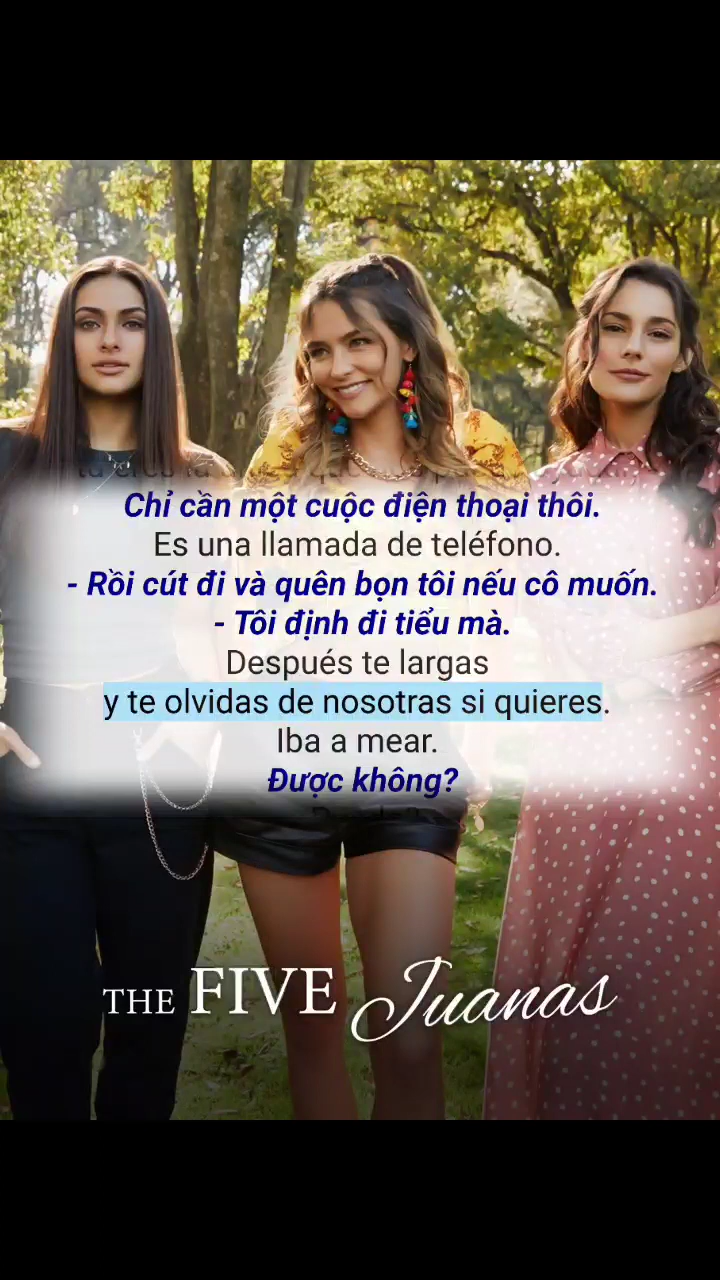 Chỉ cần một cuộc điện thoại thôi.
Es una llamada de teléfono.
- Rồi cút đi và quên bọn tôi nếu cô muốn.
- Tôi định đi tiểu mà.
Después te largas
y te olvidas de nosotras si quieres.
Iba a mear.
Được không?
THE FIVE Juanas